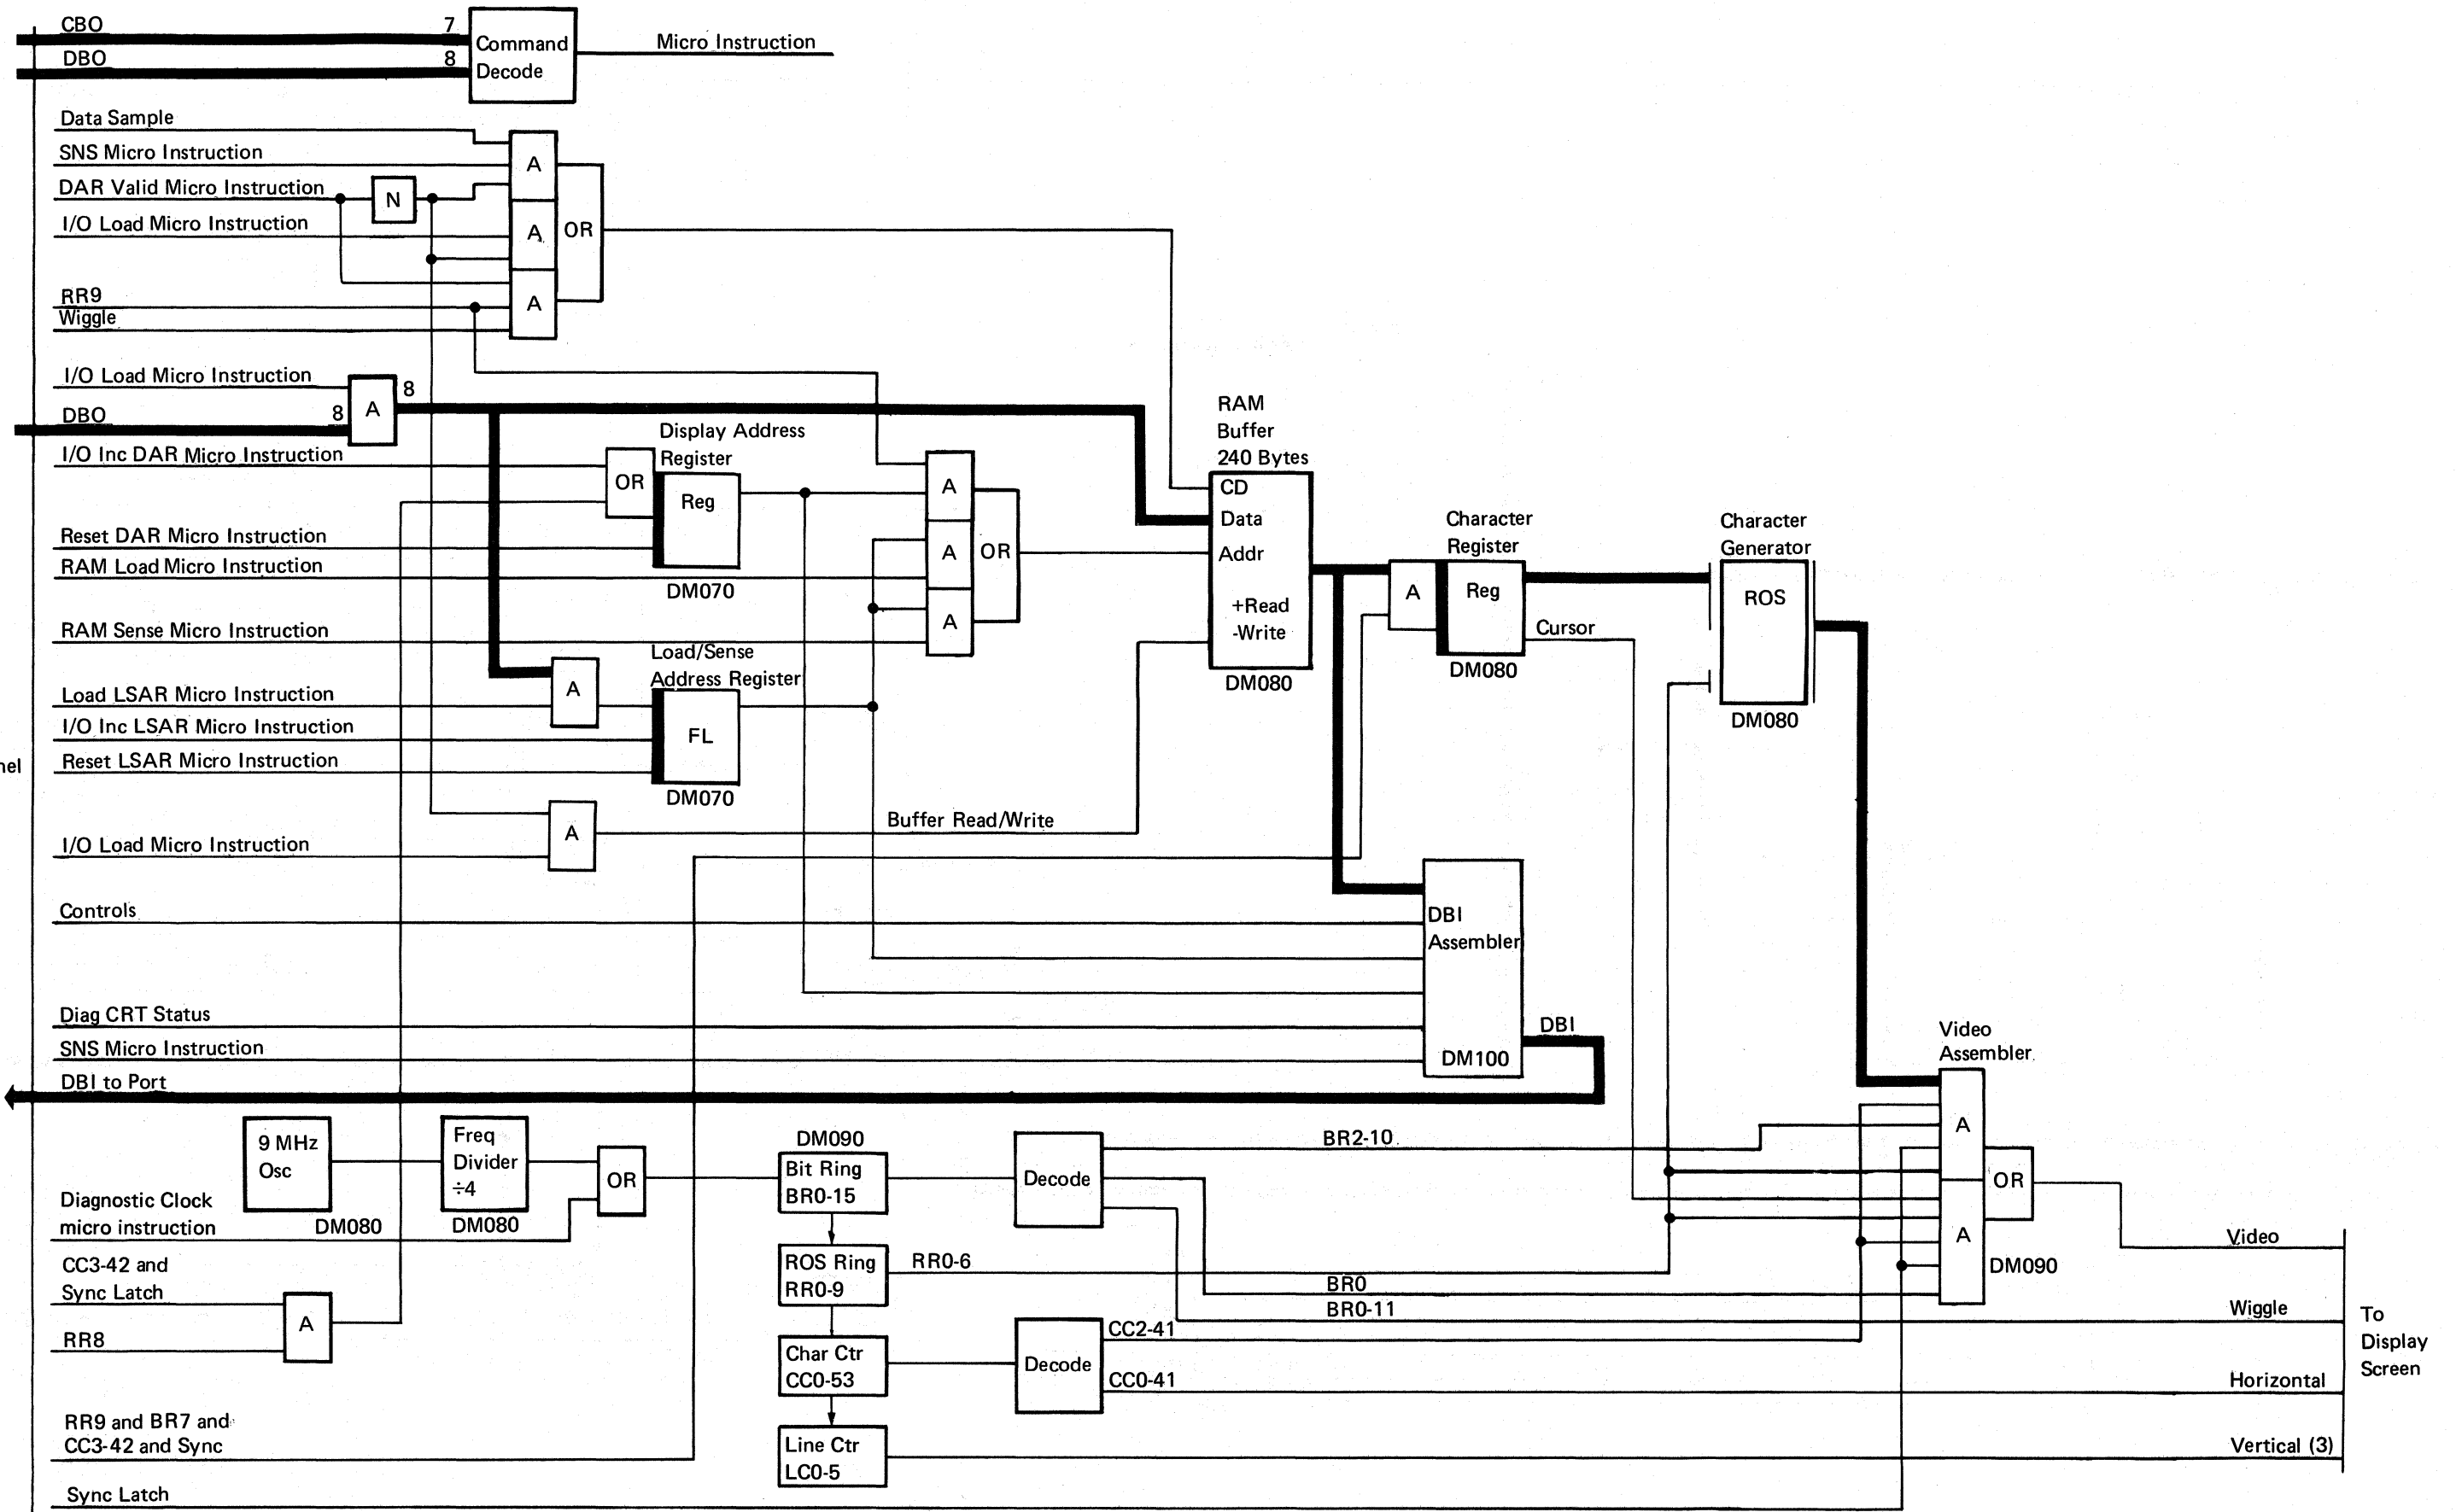 CBO
7
DBO
8
Command
Decode
Micro Instruction
Data Sample
SNS Micro Instruction
DAR Valid Micro Instruction
N
I/O Load Micro Instruction
A
A
A
OR
RR9
Wiggle
I/O Load Micro Instruction
DBO
8
A
8
I/O Inc DAR Micro Instruction
OR
Display Address
Register
Reg
DM070
Reset DAR Micro Instruction
RAM Load Micro Instruction
RAM Sense Micro Instruction
A
A
A
OR
Load/Sense
Address Register
A
FL
DM070
Load LSAR Micro Instruction
I/O Inc LSAR Micro Instruction
Reset LSAR Micro Instruction
nel
I/O Load Micro Instruction
A
Buffer Read/Write
RAM
Buffer
240 Bytes
CD
Data
Addr
+Read
-Write
DM080
Character
Register
A
Reg
DM080
Cursor
Character
Generator
ROS
DM080
Controls
DBI
Assembler
DM100
DBI
Diag CRT Status
SNS Micro Instruction
DBI to Port
9 MHz
Osc
DM080
Freq
Divider
÷4
DM080
OR
Diagnostic Clock
micro instruction
CC3-42 and
Sync Latch
RR8
A
RR9 and BR7 and
CC3-42 and Sync
Sync Latch
DM090
Bit Ring
BR0-15
ROS Ring
RR0-9
Char Ctr
CC0-53
Line Ctr
LC0-5
Decode
BR2-10
RR0-6
BR0
BR0-11
Decode
CC2-41
CC0-41
Video
Assembler
A
A
OR
DM090
Video
Wiggle
Horizontal
Vertical (3)
To
Display
Screen